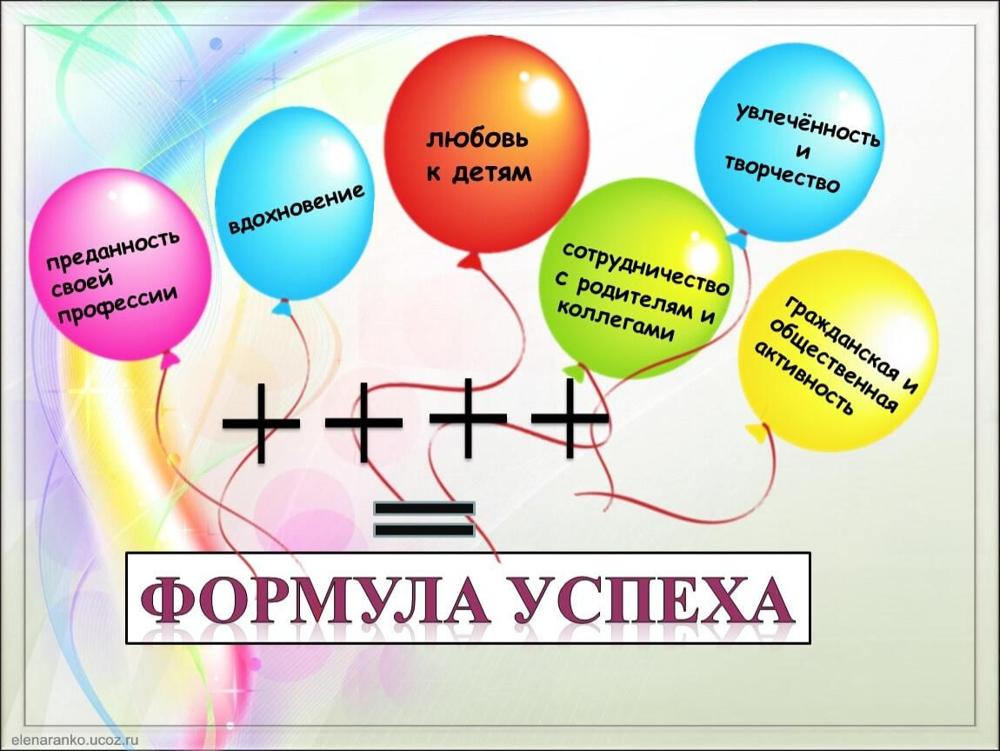 преданность
своей
профессии
вдохновение
любовь
к детям
сотрудничество
с родителям и
коллегами
увлечённость
и
творчество
гражданская и
общественная
активность
+ + + +
=
ФОРМУЛА УСПЕХА
elenaranko.ucoz.ru